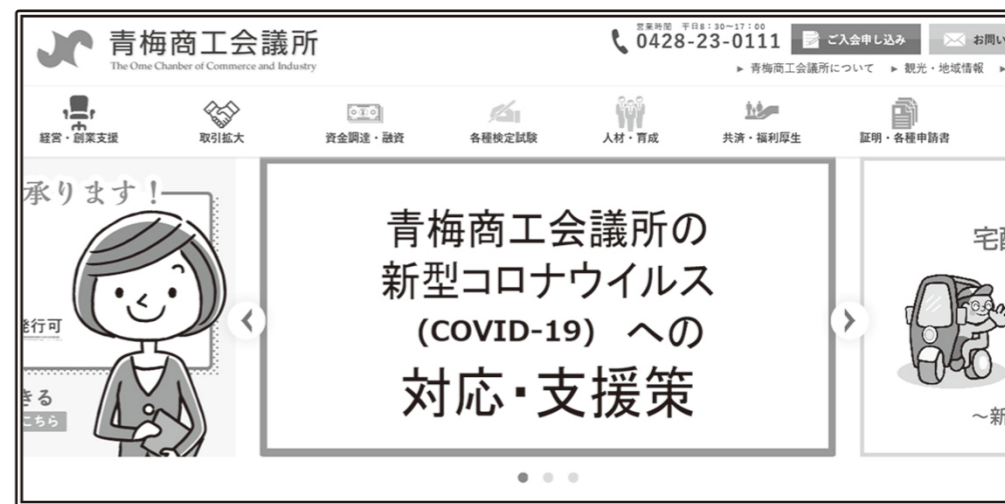 青梅商工会議所
The Ome Chanber of Commerce and Industry
営業時間 平日8：30〜17：00
0428-23-0111
ご入会申し込み
お問い
青梅商工会議所について
観光・地域情報
経営・創業支援
取引拡大
資金調達・融資
各種検定試験
人材・育成
共済・福利厚生
証明・各種申請書
承ります！
発行可
きる
こちら
青梅商工会議所の
新型コロナウイルス
(COVID-19) への
対応・支援策
宅配
〜新